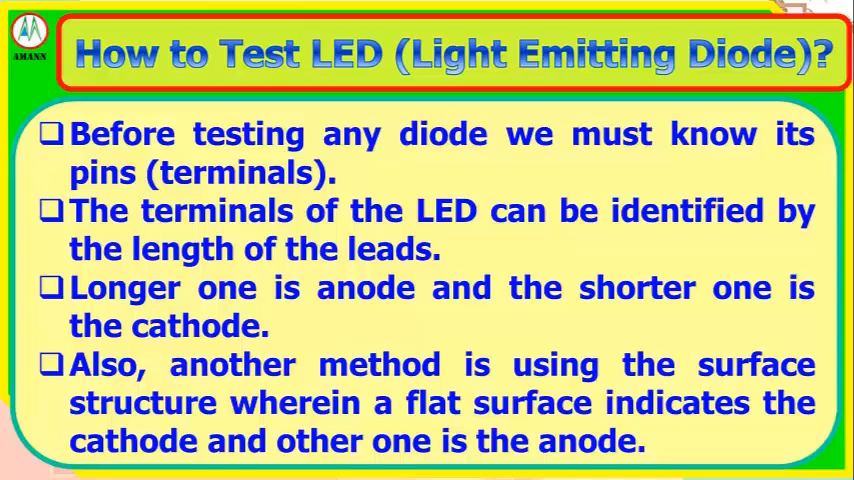 AMANN
How to Test LED (Light Emitting Diode)?
❑Before testing any diode we must know its
pins (terminals).
❑The terminals of the LED can be identified by
the length of the leads.
❑Longer one is anode and the shorter one is
the cathode.
❑Also, another method is using the surface
structure wherein a flat surface indicates the
cathode and other one is the anode.